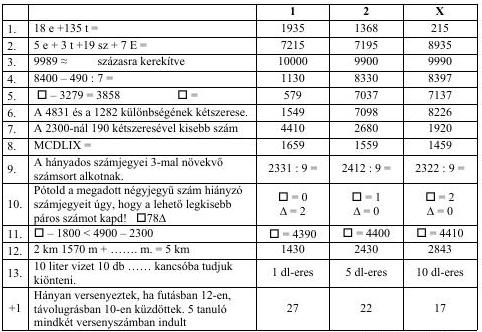 1 2 X
1. 18 e +135 t = 1935 1368 215
2. 5 e + 3 t +19 sz + 7 E = 7215 7195 8935
3. 9989 ≈ százasra kerekítve 10000 9900 9990
4. 8400 – 490 : 7 = 1130 8330 8397
5. □ – 3279 = 3858 □ = 579 7037 7137
6. A 4831 és a 1282 különbségének kétszerese. 1549 7098 8226
7. A 2300-nál 190 kétszeresével kisebb szám 4410 2680 1920
8. MCDLIX = 1659 1559 1459
9. A hányados számjegyei 3-mal növekvő
számsort alkotnak. 2331 : 9 = 2412 : 9 = 2322 : 9 =
10. Pótold a megadott négyjegyű szám hiányzó
számjegyeit úgy, hogy a lehető legkisebb
páros számot kapd! □78Δ
□ = 0 □ = 1 □ = 2
Δ = 2 Δ = 0 Δ = 0
11. □ – 1800 < 4900 – 2300 □ = 4390 □ = 4400 □ = 4410
12. 2 km 1570 m + ……. m. = 5 km 1430 2430 2843
13. 10 liter vizet 10 db …… kancsóba tudjuk
kiönteni. 1 dl-eres 5 dl-eres 10 dl-eres
+1 Hányan versenyeztek, ha futásban 12-en,
távolugrásban 10-en küzdöttek. 5 tanuló
mindkét versenyszámban indult 27 22 17